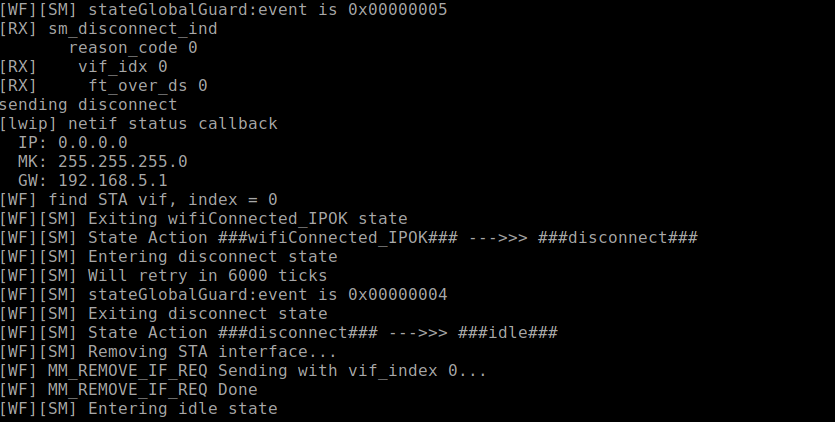 [WF][SM] stateGlobalGuard:event is 0x00000005
[RX] sm_disconnect_ind
       reason_code 0
[RX]    vif_idx 0
[RX]     ft_over_ds 0
sending disconnect
[lwip] netif status callback
  IP: 0.0.0.0
  MK: 255.255.255.0
  GW: 192.168.5.1
[WF] find STA vif, index = 0
[WF][SM] Exiting wifiConnected_IPOK state
[WF][SM] State Action ###wifiConnected_IPOK### --->>> ###disconnect###
[WF][SM] Entering disconnect state
[WF][SM] Will retry in 6000 ticks
[WF][SM] stateGlobalGuard:event is 0x00000004
[WF][SM] Exiting disconnect state
[WF][SM] State Action ###disconnect### --->>> ###idle###
[WF][SM] Removing STA interface...
[WF] MM_REMOVE_IF_REQ Sending with vif_index 0...
[WF] MM_REMOVE_IF_REQ Done
[WF][SM] Entering idle state